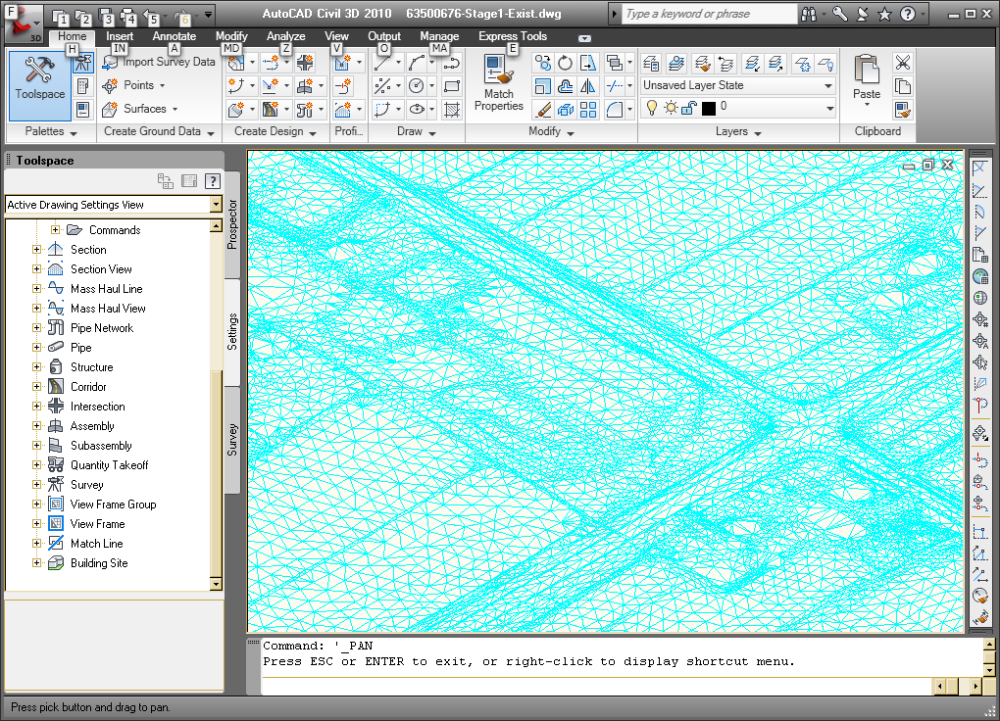 F
3D
AutoCAD Civil 3D 2010 63500676-Stage1-Exist.dwg
Type a keyword or phrase
1 2 3 4 5 6
Home Insert Annotate Modify Analyze View Output Manage Express Tools
H IN A MD Z V O MA E
Toolspace
Import Survey Data
Points
Surfaces
Match
Properties
Unsaved Layer State
0
Paste
Palettes Create Ground Data Create Design Profi... Draw Modify Layers Clipboard
Toolspace
Active Drawing Settings View
Commands
Section
Section View
Mass Haul Line
Mass Haul View
Pipe Network
Pipe
Structure
Corridor
Intersection
Assembly
Subassembly
Quantity Takeoff
Survey
View Frame Group
View Frame
Match Line
Building Site
Prospector
Settings
Survey
Command: '_PAN
Press ESC or ENTER to exit, or right-click to display shortcut menu.
Press pick button and drag to pan.